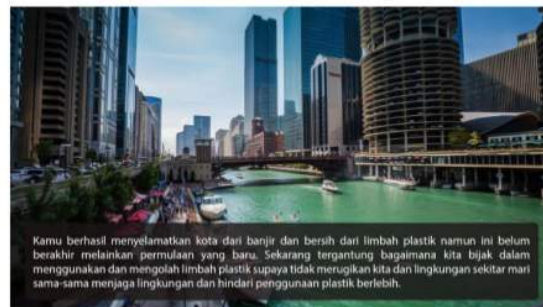 Kamu berhasil menyelamatkan kota dari banjir dan bersih dari limbah plastik namun ini belum
berakhir melainkan permulaan yang baru. Sekarang tergantung bagaimana kita bijak dalam
menggunakan dan mengolah limbah plastik supaya tidak merugikan kita dan lingkungan sekitar mari
sama-sama menjaga lingkungan dan hindari penggunaan plastik berlebih.